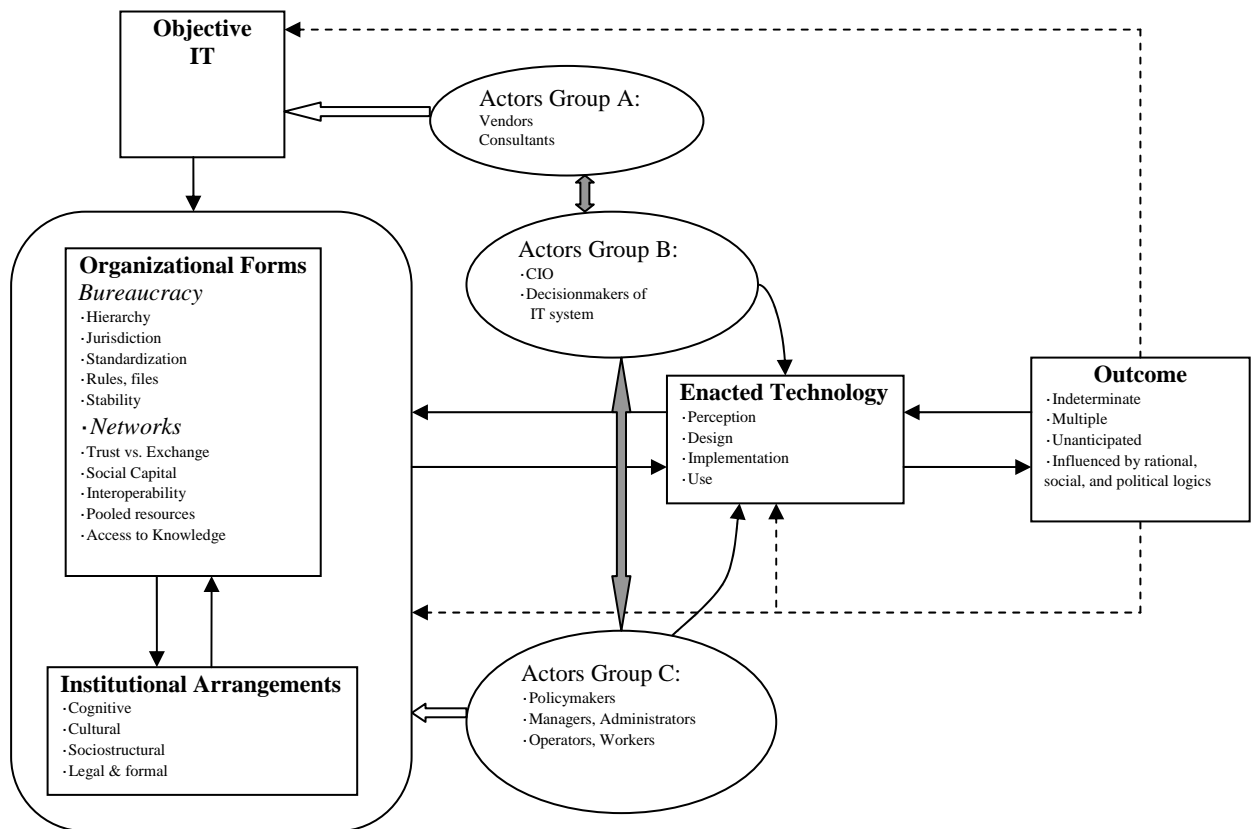 Objective
IT
Actors Group A:
Vendors
Consultants
Organizational Forms
Bureaucracy
·Hierarchy
·Jurisdiction
·Standardization
·Rules, files
·Stability
·Networks
·Trust vs. Exchange
·Social Capital
·Interoperability
·Pooled resources
·Access to Knowledge
Institutional Arrangements
·Cognitive
·Cultural
·Sociostructural
·Legal & formal
Actors Group B:
·CIO
·Decisionmakers of
IT system
Enacted Technology
·Perception
·Design
·Implementation
·Use
Actors Group C:
·Policymakers
·Managers, Administrators
·Operators, Workers
Outcome
·Indeterminate
·Multiple
·Unanticipated
·Influenced by rational,
social, and political logics